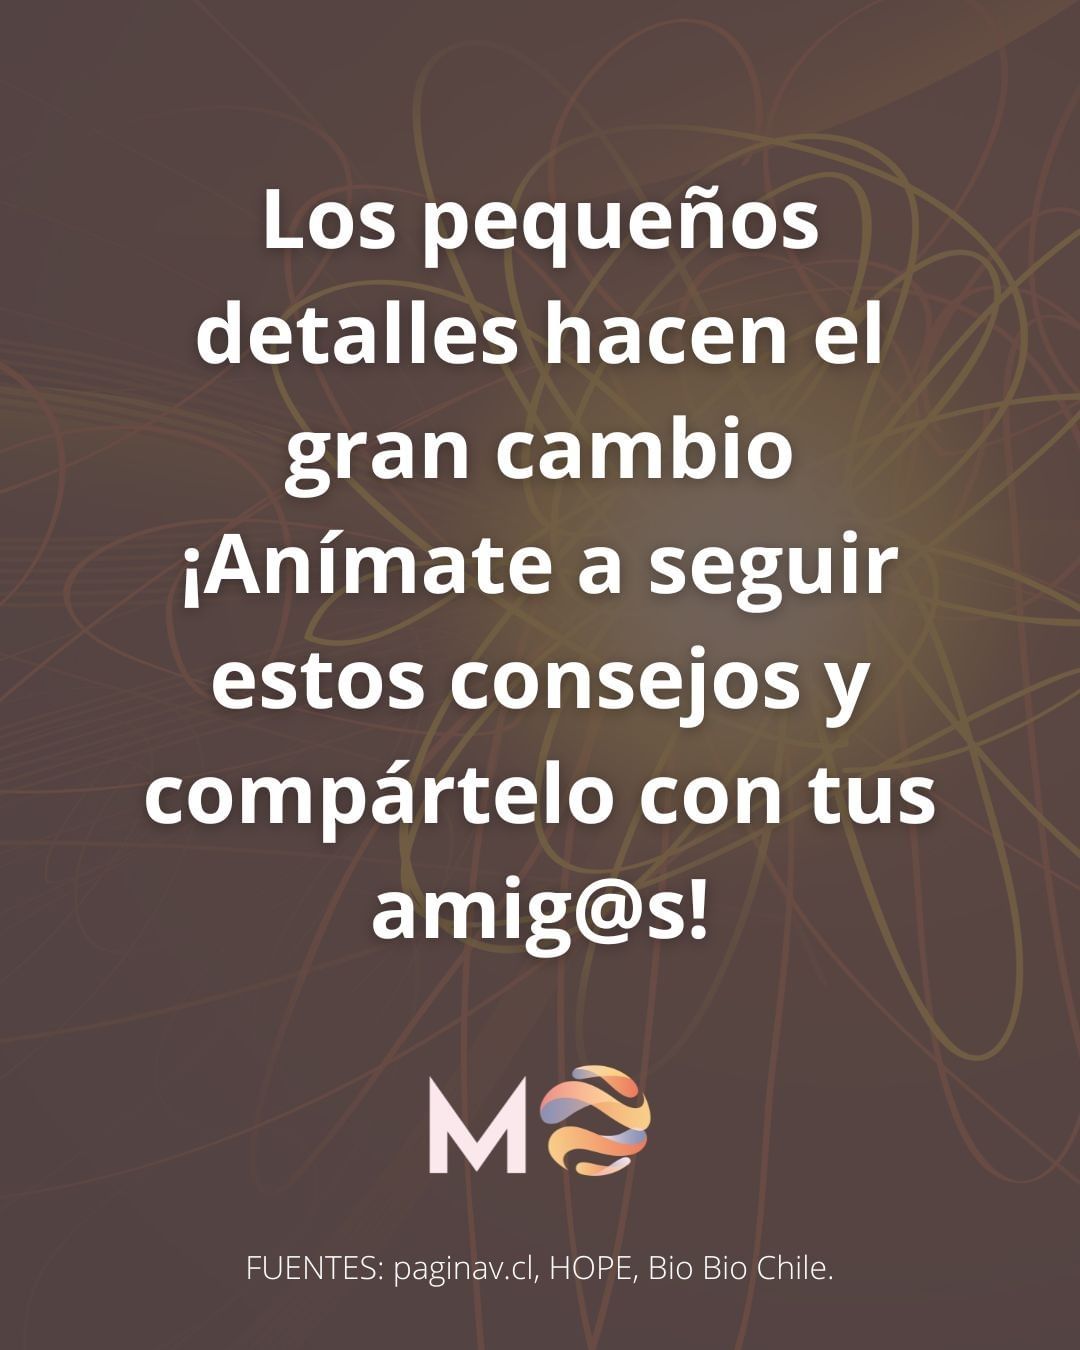 Los pequeños
detalles hacen el
gran cambio
¡Anímate a seguir
estos consejos y
compártelo con tus
amig@s!
M
FUENTES: paginav.cl, HOPE, Bio Bio Chile.